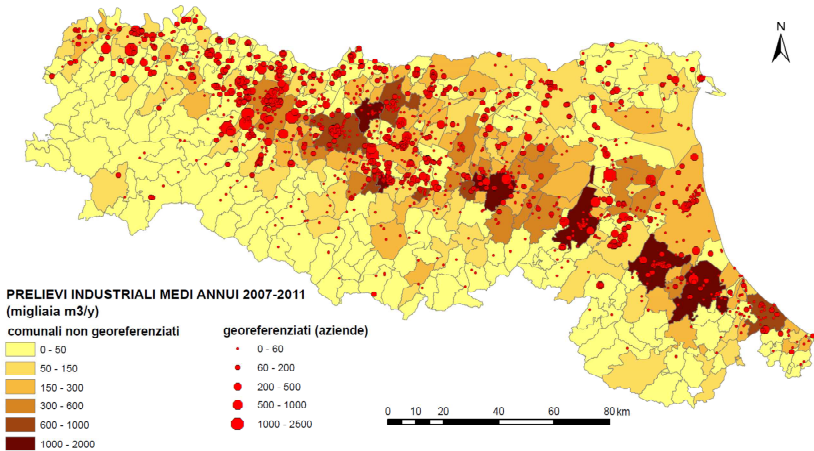 N
PRELIEVI INDUSTRIALI MEDI ANNUI 2007-2011
(migliaia m3/y)
comunali non georeferenziati
0 - 50
50 - 150
150 - 300
300 - 600
600 - 1000
1000 - 2000
georeferenziati (aziende)
0 - 60
60 - 200
200 - 500
500 - 1000
1000 - 2500
0 10 20 40 60 80 km